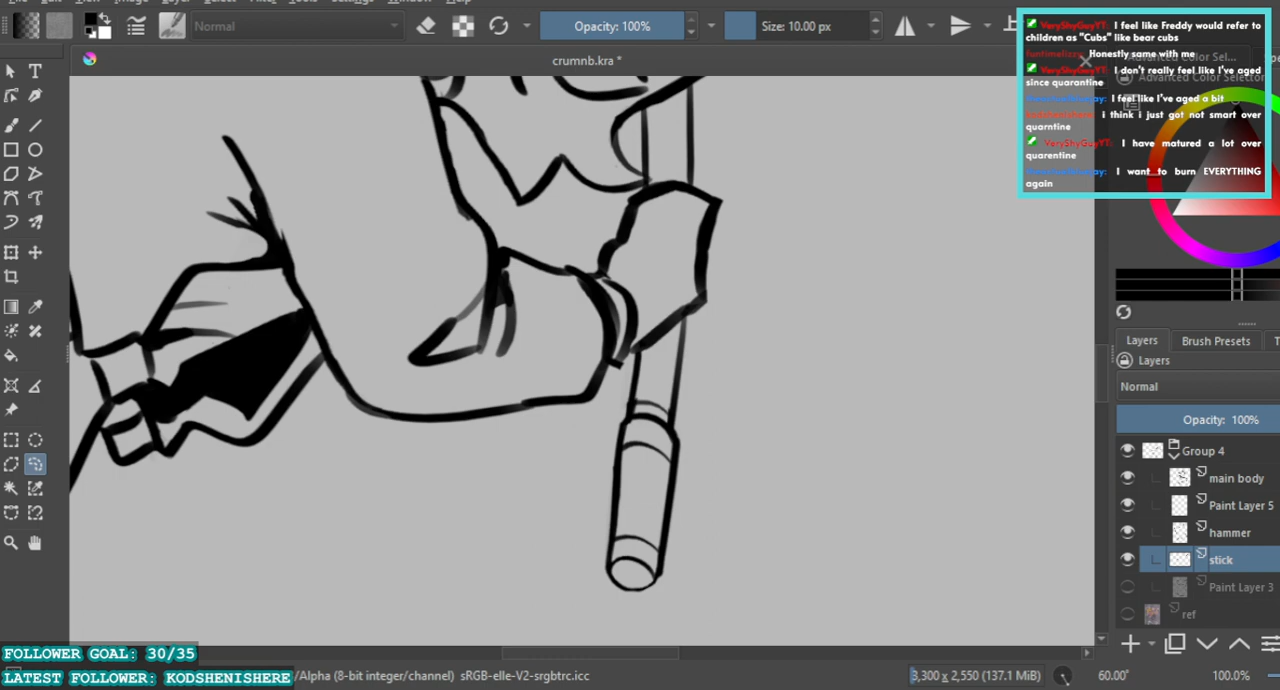 Normal
Opacity: 100%
Size: 10.00 px
crumnb.kra *
VeryShyGuyYT: I feel like Freddy would refer to
children as "Cubs" like bear cubs
Honestly same with me
VeryShyGuyYT: I don't really feel like I've aged
since quarantine
I feel like I've aged a bit
i think i just got not smart over
quarntine
VeryShyGuyYT: I have matured a lot over
quarentine
I want to burn EVERYTHING
again
Advanced Color Sel...
Advanced Color Selector
Layers
Brush Presets
Layers
Normal
Opacity: 100%
Group 4
main body
Paint Layer 5
hammer
stick
Paint Layer 3
ref
FOLLOWER GOAL: 30/35
LATEST FOLLOWER: KODSHENISHERE
/Alpha (8-bit integer/channel) sRGB-elle-V2-srgbtrc.icc
3,300 x 2,550 (137.1 MiB)
60.00°
100.0%